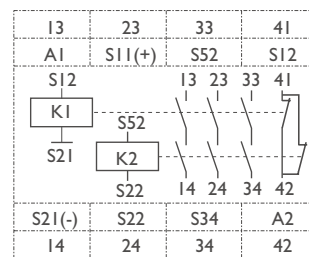 13 23 33 41
A1 S11(+) S52 S12
S12 13 23 33 41
K1
S52
S21
K2
14 24 34 42
S22
S21(-) S22 S34 A2
14 24 34 42